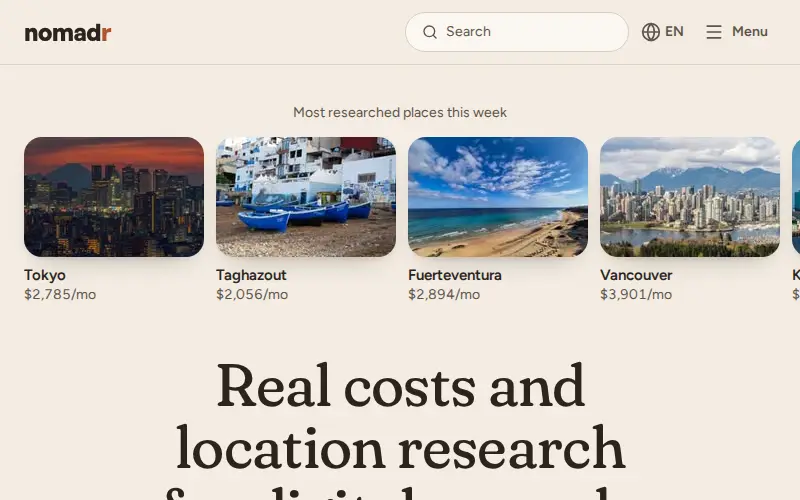 nomadr
Search
EN
Menu
Most researched places this week
Tokyo
$2,785/mo
Taghazout
$2,056/mo
Fuerteventura
$2,894/mo
Vancouver
$3,901/mo
K
$
Real costs and
location research